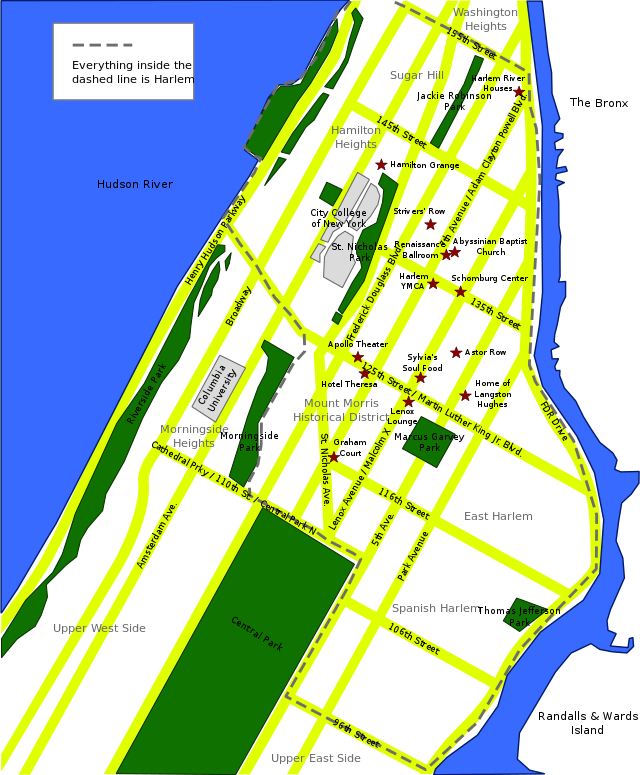 Washington
Heights
155th Street
Everything inside the
dashed line is Harlem
Sugar Hill
Harlem River
Houses
Jackie Robinson
Park
The Bronx
145th Street
Hamilton
Heights
Hamilton Grange
7th Avenue / Adam Clayton Powell Blvd.
Hudson River
City College
of New York
Strivers' Row
Henry Hudson Parkway
St. Nicholas
Park
Renaissance
Ballroom
Abyssinian Baptist
Church
Harlem
YMCA
Schomburg Center
Frederick Douglass Blvd.
135th Street
Broadway
Apollo Theater
Astor Row
Sylvia's
Soul Food
Hotel Theresa
125th Street / Martin Luther King Jr. Blvd.
Home of
Langston
Hughes
Columbia
University
Riverside Park
Mount Morris
Historical District
Lenox
Lounge
FDR Drive
Morningside
Heights
Morningside
Park
Marcus Garvey
Park
Graham
Court
St. Nicholas Ave.
Lenox Avenue / Malcolm X
Cathedral Prky / 110th St. / Central Park N
116th Street
East Harlem
5th Ave.
Park Avenue
Amsterdam Ave.
Spanish Harlem
Thomas Jefferson
Park
Upper West Side
Central Park
106th Street
Randalls & Wards
Island
96th Street
Upper East Side